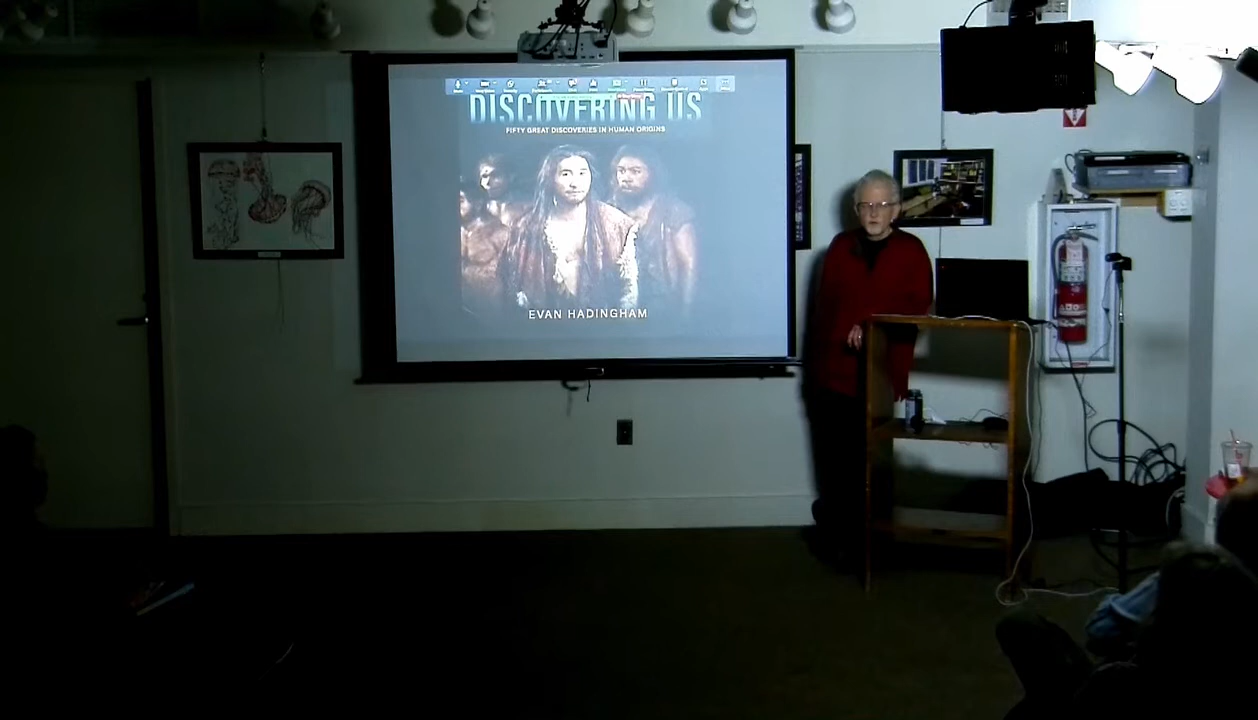 DISCOVERING US
FIFTY GREAT DISCOVERIES IN HUMAN ORIGINS
EVAN HADINGHAM